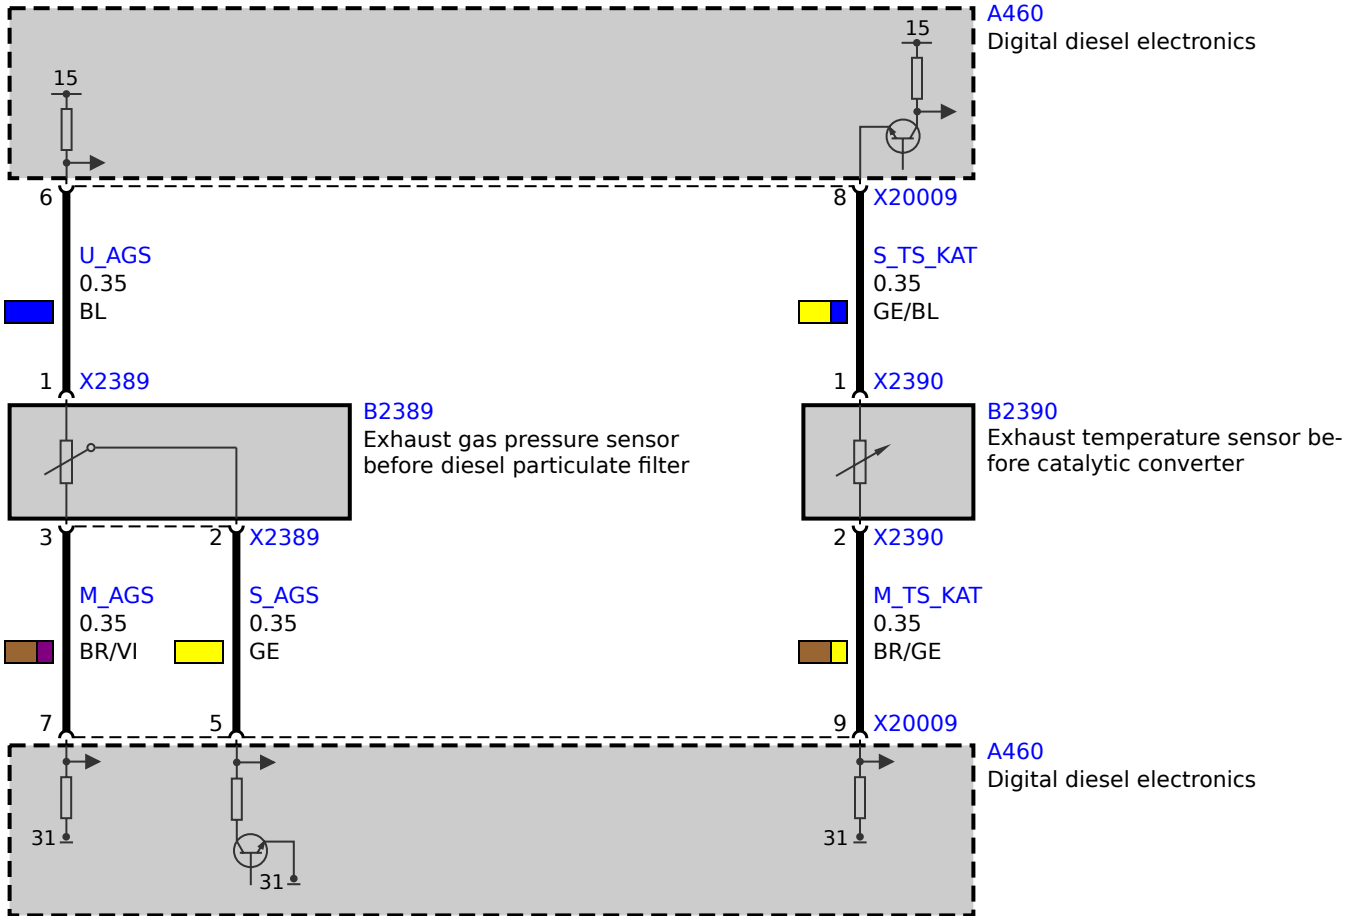 A460
Digital diesel electronics
15
15
6
8 X20009
U_AGS
0.35
BL
S_TS_KAT
0.35
GE/BL
1 X2389
1 X2390
B2389
Exhaust gas pressure sensor
before diesel particulate filter
B2390
Exhaust temperature sensor be-
fore catalytic converter
3
2 X2389
2 X2390
M_AGS
0.35
BR/VI
S_AGS
0.35
GE
M_TS_KAT
0.35
BR/GE
7
5
9 X20009
A460
Digital diesel electronics
31
31
31